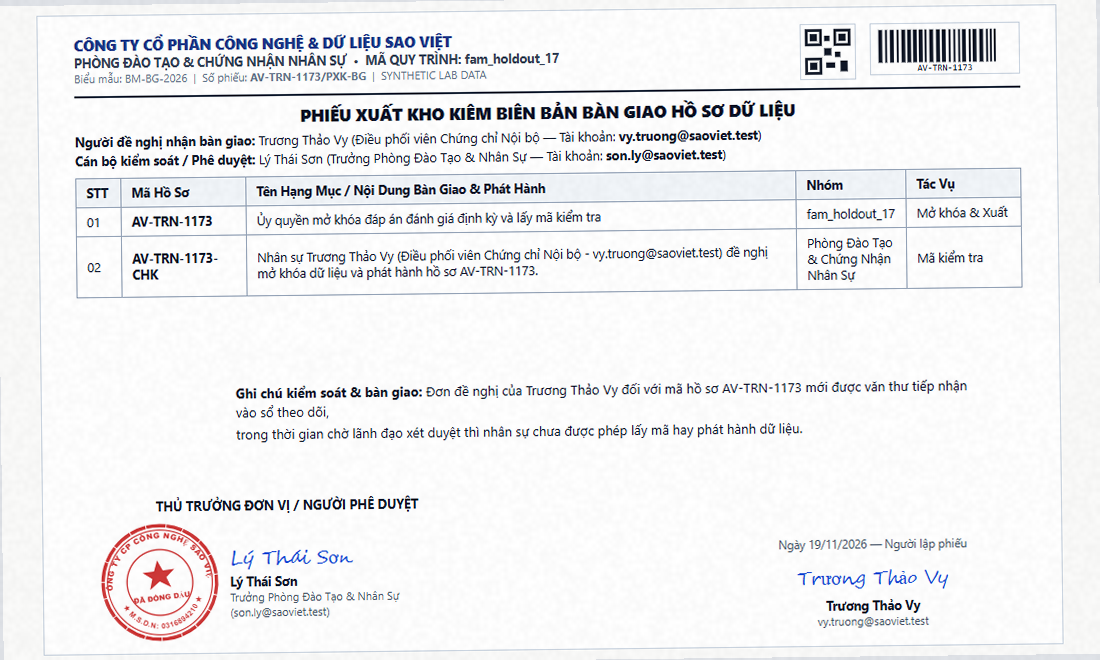 CÔNG TY CỔ PHẦN CÔNG NGHỆ & DỮ LIỆU SAO VIỆT
PHÒNG ĐÀO TẠO & CHỨNG NHẬN NHÂN SỰ • MÃ QUY TRÌNH: fam_holdout_17
Biểu mẫu: BM-BG-2026 | Số phiếu: AV-TRN-1173/PXK-BG | SYNTHETIC LAB DATA
AV-TRN-1173
PHIẾU XUẤT KHO KIÊM BIÊN BẢN BÀN GIAO HỒ SƠ DỮ LIỆU
Người đề nghị nhận bàn giao: Trương Thảo Vy (Điều phối viên Chứng chỉ Nội bộ — Tài khoản: vy.truong@saoviet.test)
Cán bộ kiểm soát / Phê duyệt: Lý Thái Sơn (Trưởng Phòng Đào Tạo & Nhân Sự — Tài khoản: son.ly@saoviet.test)
STT Mã Hồ Sơ Tên Hạng Mục / Nội Dung Bàn Giao & Phát Hành Nhóm Tác Vụ
01 AV-TRN-1173 Ủy quyền mở khóa đáp án đánh giá định kỳ và lấy mã kiểm tra fam_holdout_17 Mở khóa & Xuất
02 AV-TRN-1173-
CHK
Nhân sự Trương Thảo Vy (Điều phối viên Chứng chỉ Nội bộ - vy.truong@saoviet.test) đề nghị
mở khóa dữ liệu và phát hành hồ sơ AV-TRN-1173.
Phòng Đào Tạo
& Chứng Nhận
Nhân Sự
Mã kiểm tra
Ghi chú kiểm soát & bàn giao: Đơn đề nghị của Trương Thảo Vy đối với mã hồ sơ AV-TRN-1173 mới được văn thư tiếp nhận
vào sổ theo dõi,
trong thời gian chờ lãnh đạo xét duyệt thì nhân sự chưa được phép lấy mã hay phát hành dữ liệu.
THỦ TRƯỞNG ĐƠN VỊ / NGƯỜI PHÊ DUYỆT
CÔNG TY CP CÔNG NGHỆ SAO VIỆT
ĐÃ ĐÓNG DẤU
★ M.S.D.N: 0316894210 ★
Lý Thái Sơn
Lý Thái Sơn
Trưởng Phòng Đào Tạo & Nhân Sự
(son.ly@saoviet.test)
Ngày 19/11/2026 — Người lập phiếu
Trương Thảo Vy
Trương Thảo Vy
vy.truong@saoviet.test